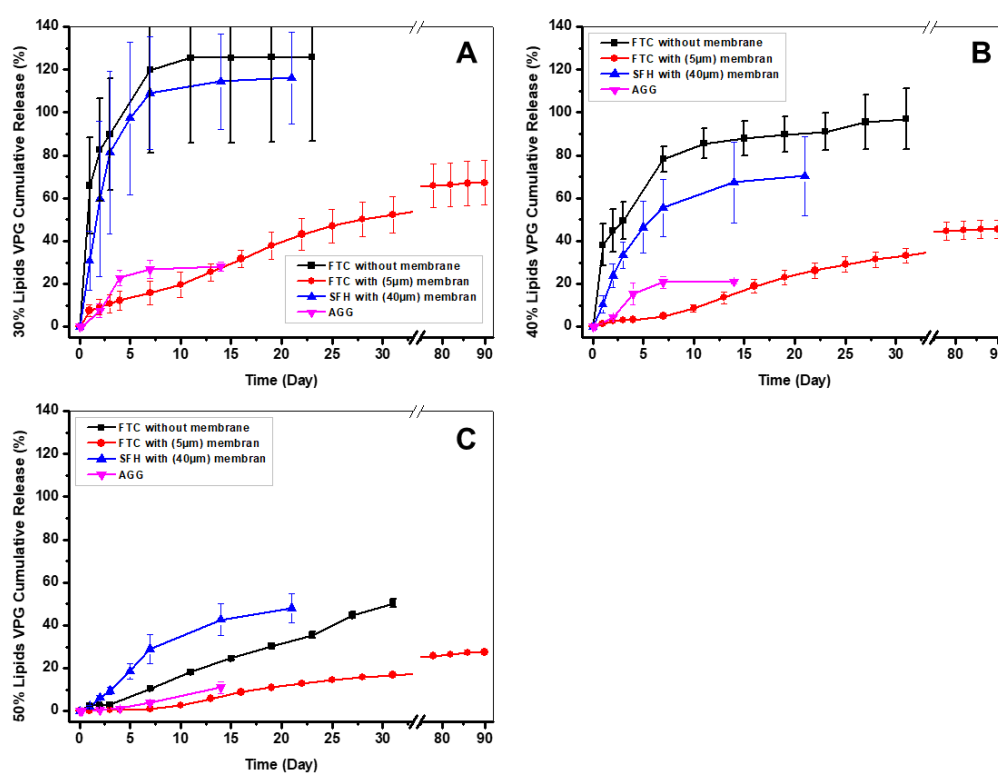 30% Lipids VPG Cumulative Release (%)
140
120
100
80
60
40
20
0
A
FTC without membrane
FTC with (5µm) membran
SFH with (40µm) membran
AGG
0 5 10 15 20 25 30 80 90
Time (Day)
40% Lipids VPG Cumulative Release (%)
140
120
100
80
60
40
20
0
FTC without membrane
FTC with (5µm) membran
SFH with (40µm) membran
AGG
B
0 5 10 15 20 25 30 80 90
Time (Day)
50% Lipids VPG Cumulative Release (%)
140
120
100
80
60
40
20
0
FTC without membrane
FTC with (5µm) membran
SFH with (40µm) membran
AGG
C
0 5 10 15 20 25 30 80 90
Time (Day)